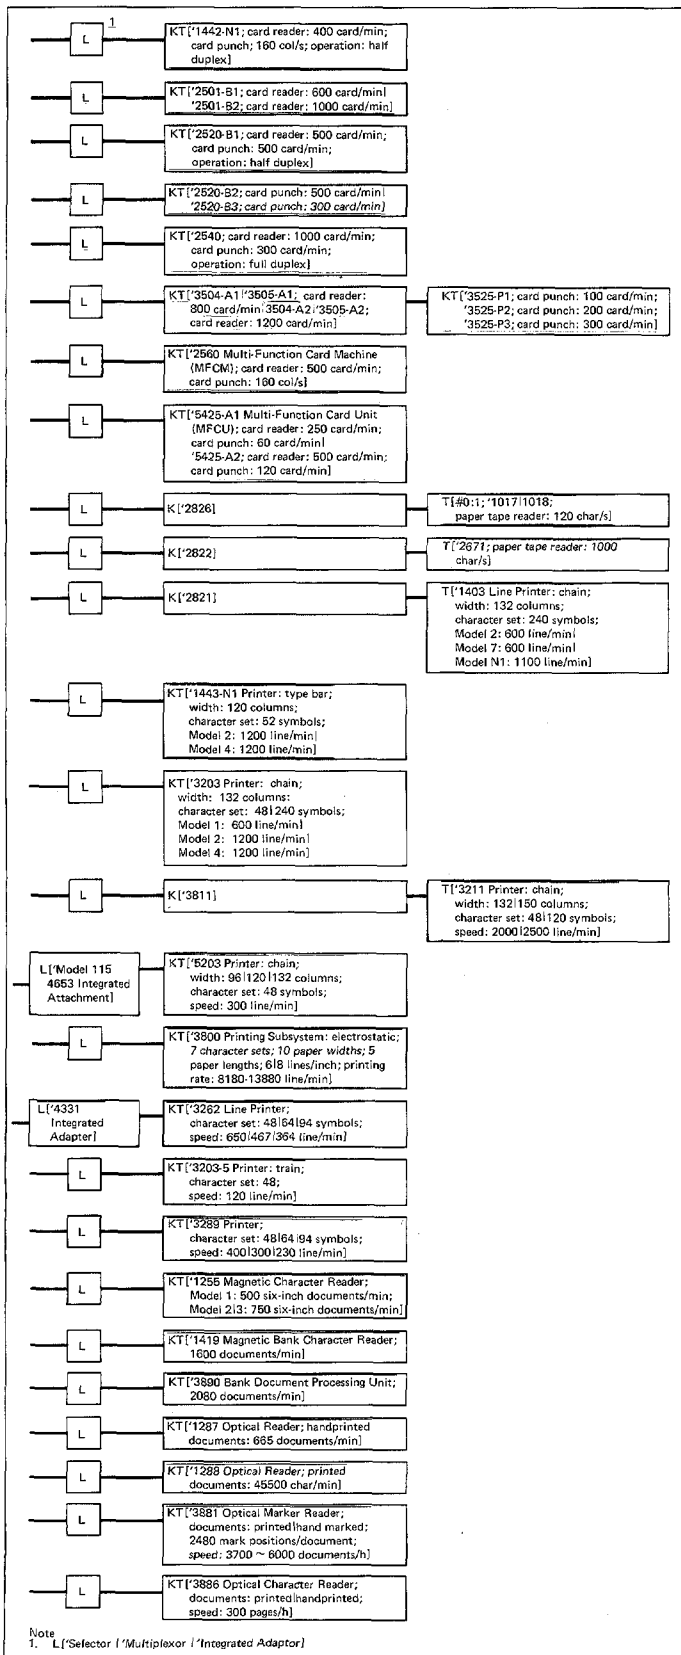 1
L
KT['1442-N1; card reader: 400 card/min;
card punch; 160 col/s; operation: half
duplex]
L
KT['2501-B1; card reader: 600 card/min|
'2501-B2; card reader: 1000 card/min]
L
KT['2520-B1; card reader: 500 card/min;
card punch: 500 card/min;
operation: half duplex]
L
KT['2520-B2; card punch: 500 card/min|
'2520-B3; card punch: 300 card/min]
L
KT['2540; card reader: 1000 card/min;
card punch: 300 card/min;
operation: full duplex]
L
KT['3504-A1|'3505-A1; card reader:
800 card/min|3504-A2|'3505-A2;
card reader: 1200 card/min]
KT['3525-P1; card punch: 100 card/min;
'3525-P2; card punch: 200 card/min;
'3525-P3; card punch: 300 card/min]
L
KT['2560 Multi-Function Card Machine
(MFCM); card reader: 500 card/min;
card punch: 160 col/s]
L
KT['5425-A1 Multi-Function Card Unit
(MFCU); card reader: 250 card/min;
card punch: 60 card/min|
'5425-A2; card reader: 500 card/min;
card punch: 120 card/min]
L
K['2826]
T[#0:1; '1017|1018;
paper tape reader: 120 char/s]
L
K['2822]
T['2671; paper tape reader: 1000
char/s]
L
K['2821]
T['1403 Line Printer: chain;
width: 132 columns;
character set: 240 symbols;
Model 2: 600 line/min|
Model 7: 600 line/min|
Model N1: 1100 line/min]
L
KT['1443-N1 Printer: type bar;
width: 120 columns;
character set: 52 symbols;
Model 2: 1200 line/min|
Model 4: 1200 line/min]
L
KT['3203 Printer: chain;
width: 132 columns:
character set: 48|240 symbols;
Model 1: 600 line/min|
Model 2: 1200 line/min|
Model 4: 1200 line/min]
L
K['3811]
T['3211 Printer: chain;
width: 132|150 columns;
character set: 48|120 symbols;
speed: 2000|2500 line/min]
L['Model 115
4653 Integrated
Attachment]
KT['5203 Printer: chain;
width: 96|120|132 columns;
character set: 48 symbols;
speed: 300 line/min]
L
KT['3800 Printing Subsystem: electrostatic;
7 character sets; 10 paper widths; 5
paper lengths; 6|8 lines/inch; printing
rate: 8180-13880 line/min]
L['4331
Integrated
Adapter]
KT['3262 Line Printer;
character set: 48|64|94 symbols;
speed: 650|467|364 line/min]
L
KT['3203-5 Printer: train;
character set: 48;
speed: 120 line/min]
L
KT['3289 Printer;
character set: 48|64|94 symbols;
speed: 400|300|230 line/min]
L
KT['1255 Magnetic Character Reader;
Model 1: 500 six-inch documents/min;
Model 2|3: 750 six-inch documents/min]
L
KT['1419 Magnetic Bank Character Reader;
1600 documents/min]
L
KT['3890 Bank Document Processing Unit;
2080 documents/min]
L
KT['1287 Optical Reader; handprinted
documents: 665 documents/min]
L
KT['1288 Optical Reader; printed
documents: 45500 char/min]
L
KT['3881 Optical Marker Reader;
documents: printed|hand marked;
2480 mark positions/document;
speed: 3700 ~ 6000 documents/h]
L
KT['3886 Optical Character Reader;
documents: printed|handprinted;
speed: 300 pages/h]
Note
1. L['Selector | 'Multiplexor | 'Integrated Adaptor]